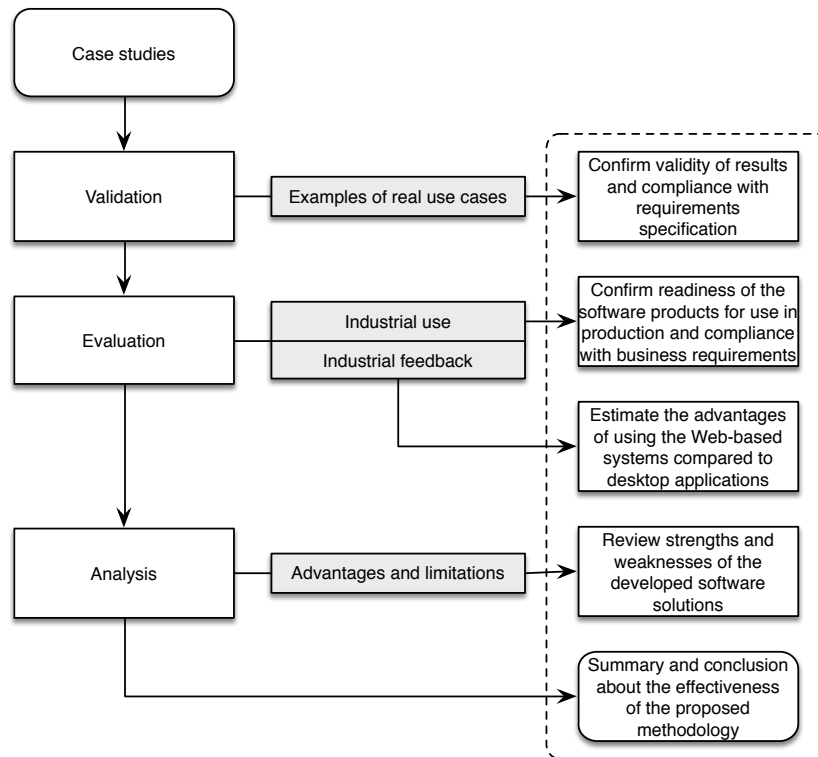 Case studies
Validation
Examples of real use cases
Confirm validity of results
and compliance with
requirements
specification
Evaluation
Industrial use
Industrial feedback
Confirm readiness of the
software products for use in
production and compliance
with business requirements
Estimate the advantages
of using the Web-based
systems compared to
desktop applications
Analysis
Advantages and limitations
Review strengths and
weaknesses of the
developed software
solutions
Summary and conclusion
about the effectiveness
of the proposed
methodology